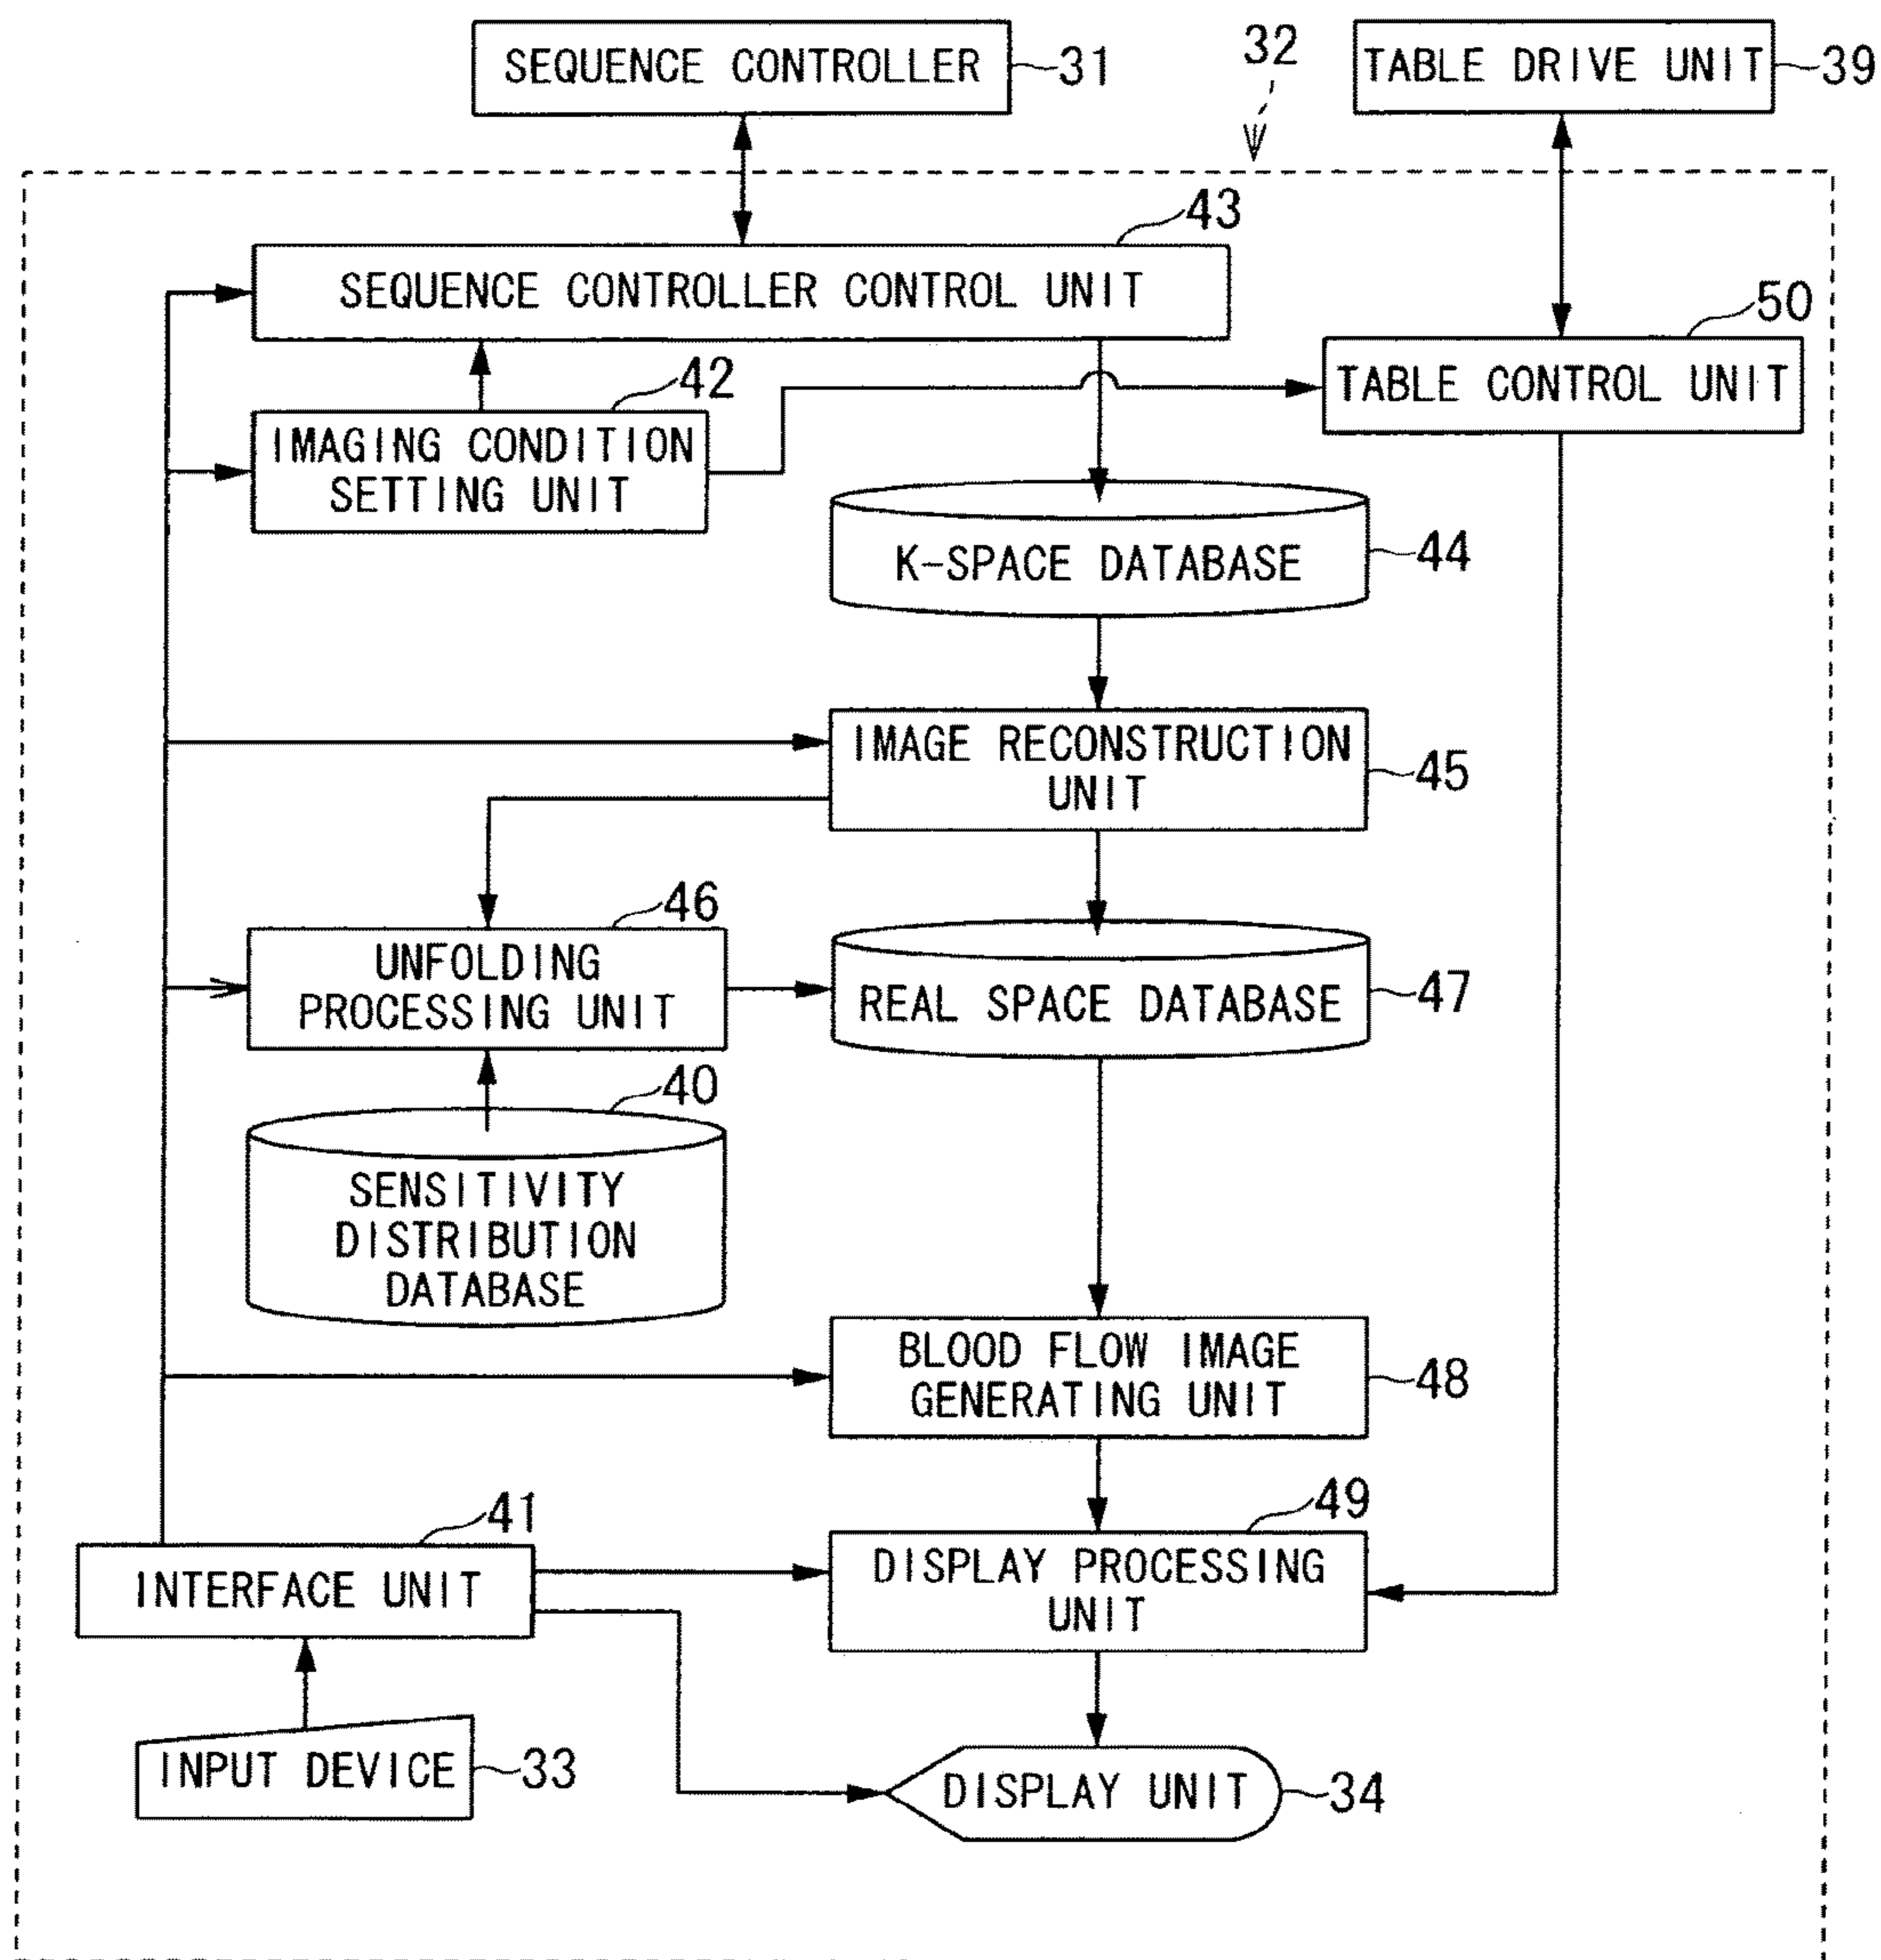 SEQUENCE CONTROLLER
31
32
TABLE DRIVE UNIT
39
43
SEQUENCE CONTROLLER CONTROL UNIT
50
TABLE CONTROL UNIT
42
IMAGING CONDITION
SETTING UNIT
K-SPACE DATABASE
44
IMAGE RECONSTRUCTION
UNIT
45
46
UNFOLDING
PROCESSING UNIT
REAL SPACE DATABASE
47
40
SENSITIVITY
DISTRIBUTION
DATABASE
BLOOD FLOW IMAGE
GENERATING UNIT
48
41
INTERFACE UNIT
49
DISPLAY PROCESSING
UNIT
INPUT DEVICE
33
DISPLAY UNIT
34